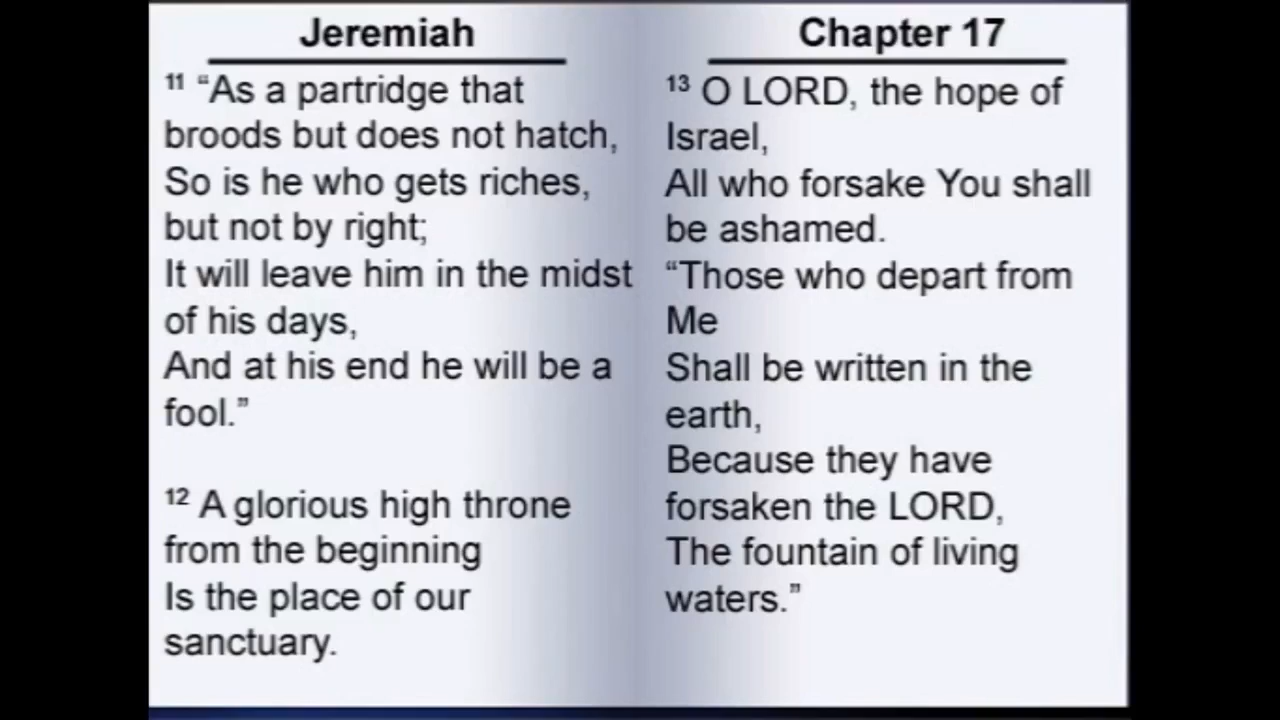 Jeremiah
¹¹ “As a partridge that
broods but does not hatch,
So is he who gets riches,
but not by right;
It will leave him in the midst
of his days,
And at his end he will be a
fool.”
¹² A glorious high throne
from the beginning
Is the place of our
sanctuary.
Chapter 17
¹³ O LORD, the hope of
Israel,
All who forsake You shall
be ashamed.
“Those who depart from
Me
Shall be written in the
earth,
Because they have
forsaken the LORD,
The fountain of living
waters.”